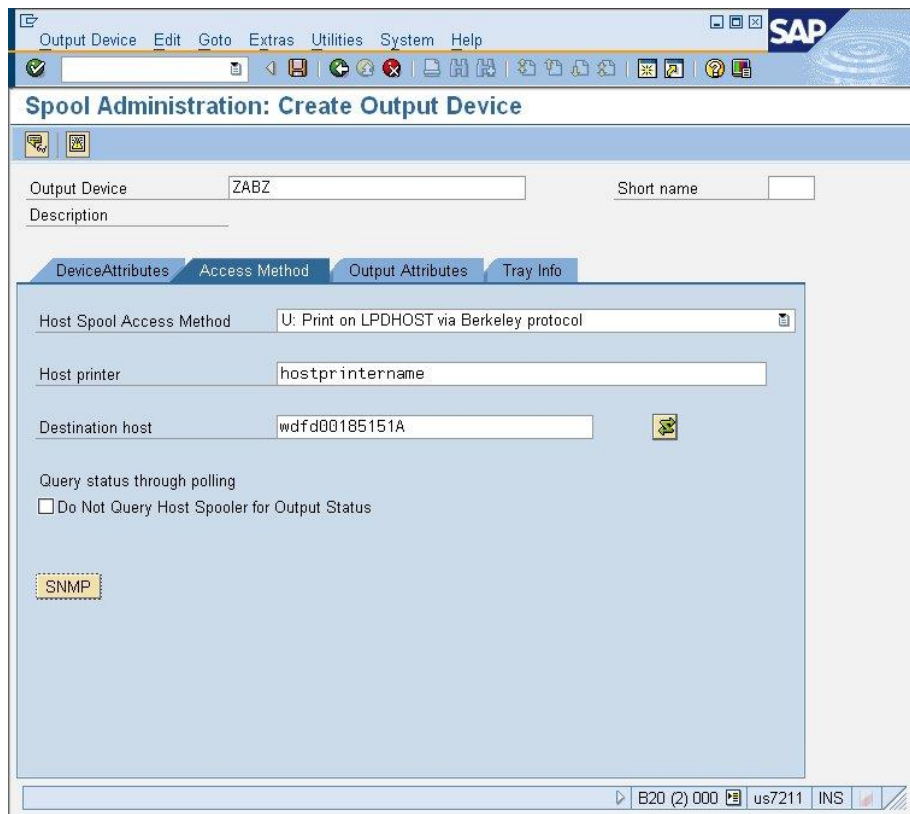 Output Device Edit Goto Extras Utilities System Help
SAP
Spool Administration: Create Output Device
Output Device ZABZ Short name
Description
DeviceAttributes Access Method Output Attributes Tray Info
Host Spool Access Method U: Print on LPDHOST via Berkeley protocol
Host printer hostprintername
Destination host wdfd00185151A
Query status through polling
Do Not Query Host Spooler for Output Status
SNMP
B20 (2) 000 us7211 INS